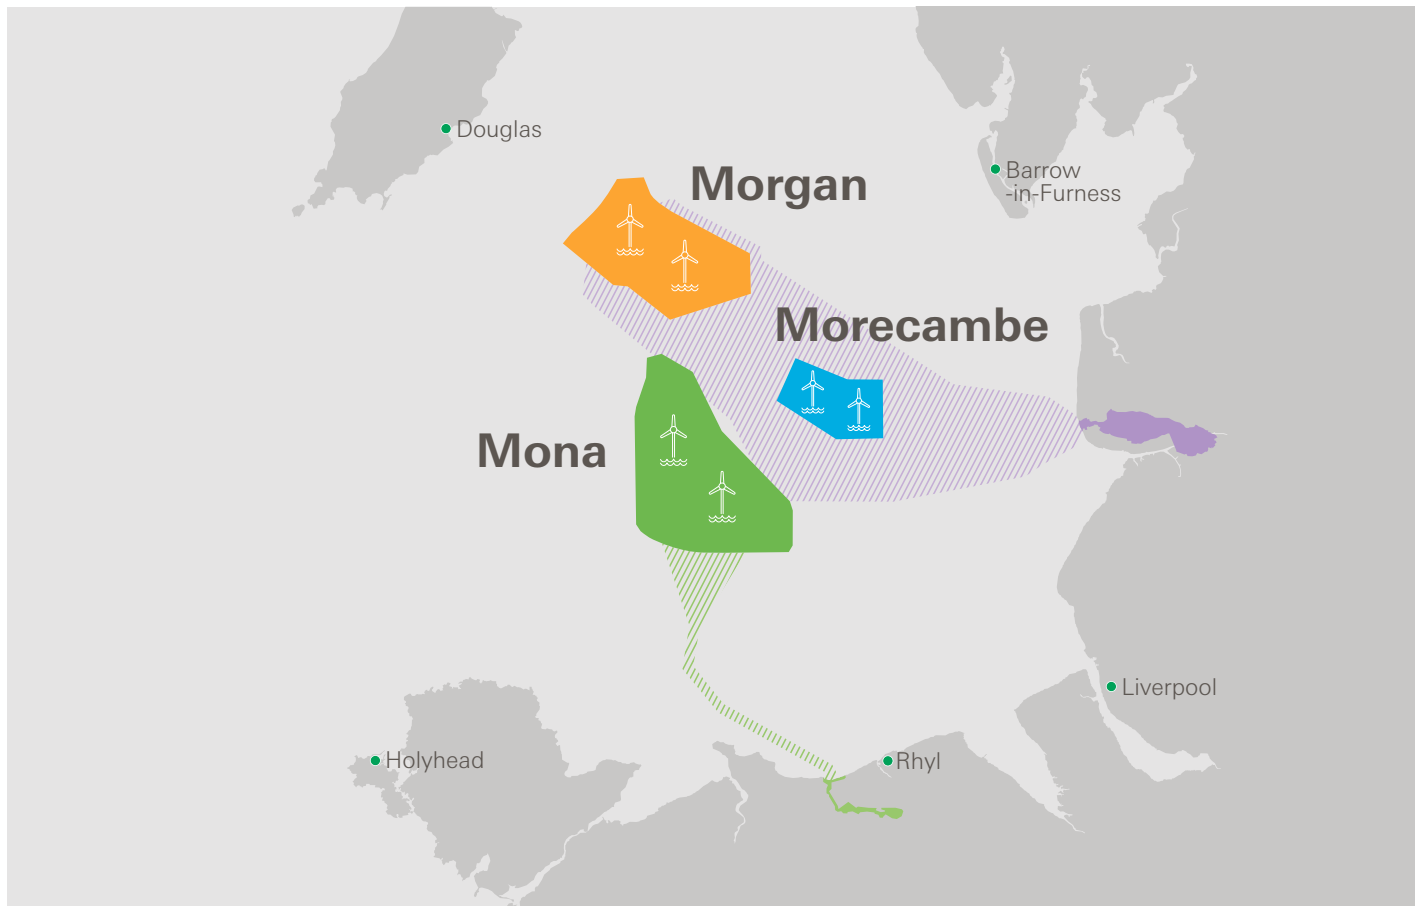 Douglas
Barrow
-in-Furness
Morgan
Morecambe
Mona
Liverpool
Holyhead
Rhyl